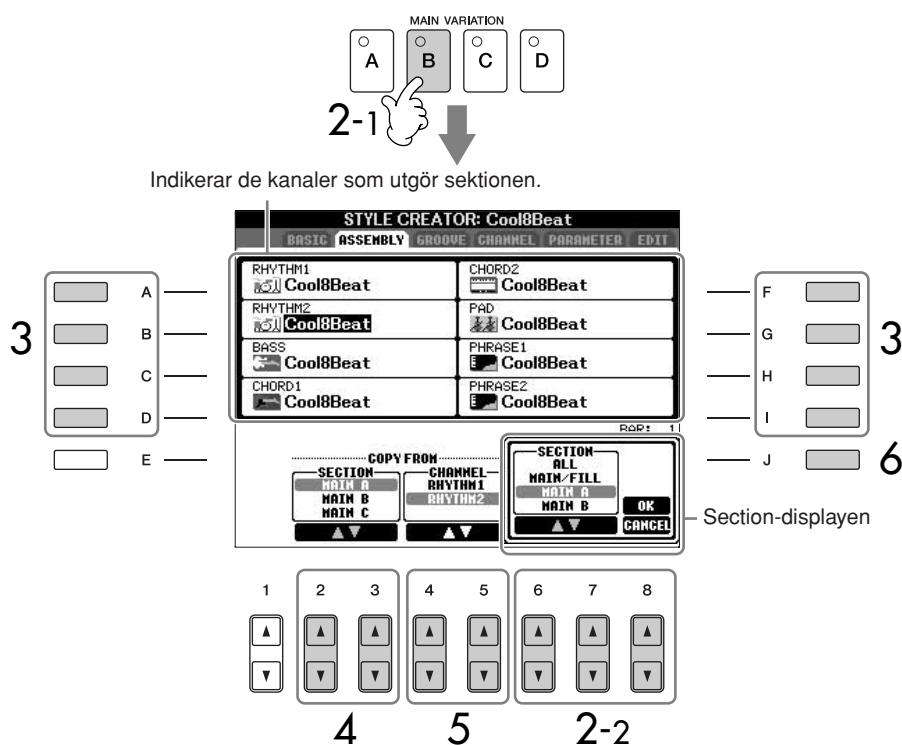 MAIN VARIATION
A B C D
2-1
Indikerar de kanaler som utgör sektionen.
STYLE CREATOR: Cool8Beat
BASIC ASSEMBLY GROOVE CHANNEL PARAMETER EDIT
RHYTHM1
Cool8Beat
CHORD2
Cool8Beat
RHYTHM2
Cool8Beat
PAD
Cool8Beat
BASS
Cool8Beat
PHRASE1
Cool8Beat
CHORD1
Cool8Beat
PHRASE2
Cool8Beat
3
A
B
C
D
E
F
G
H
I
J
3
6
BAR: 1
COPY FROM
SECTION
MAIN A
MAIN B
MAIN C
CHANNEL
RHYTHM1
RHYTHM2
SECTION
ALL
MAIN/FILL
MAIN A
MAIN B
OK
CANCEL
Section-displayen
1 2 3 4 5 6 7 8
4 5 2-2